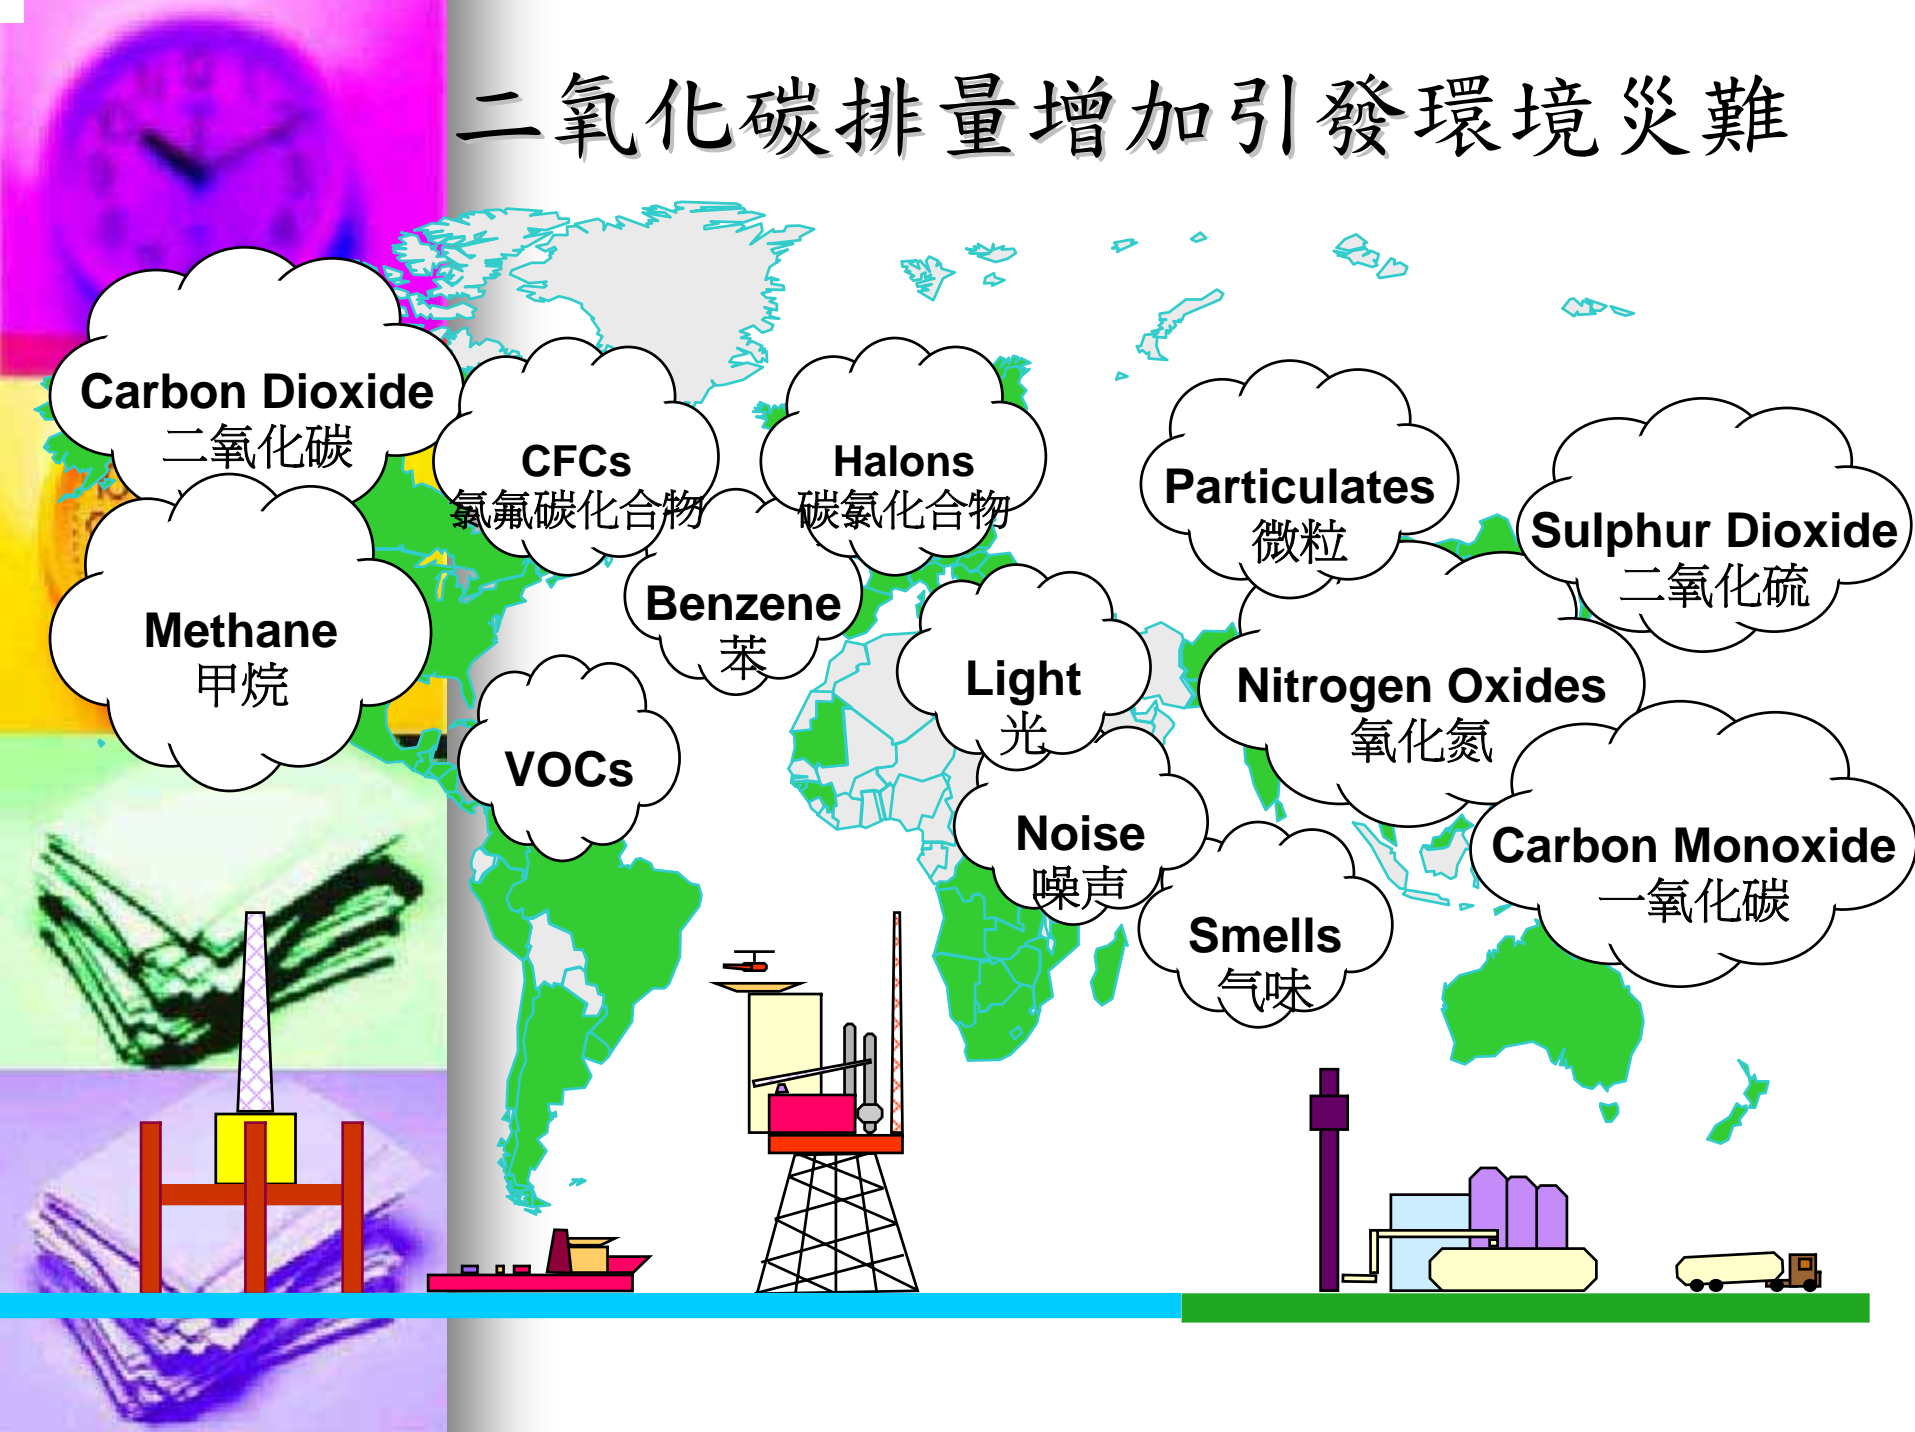 二氧化碳排量增加引發環境災難
Carbon Dioxide
二氧化碳
CFCs
氯氟碳化合物
Halons
碳氯化合物
Particulates
微粒
Sulphur Dioxide
二氧化硫
Methane
甲烷
Benzene
苯
Light
光
Nitrogen Oxides
氧化氮
VOCs
Noise
噪声
Carbon Monoxide
一氧化碳
Smells
气味